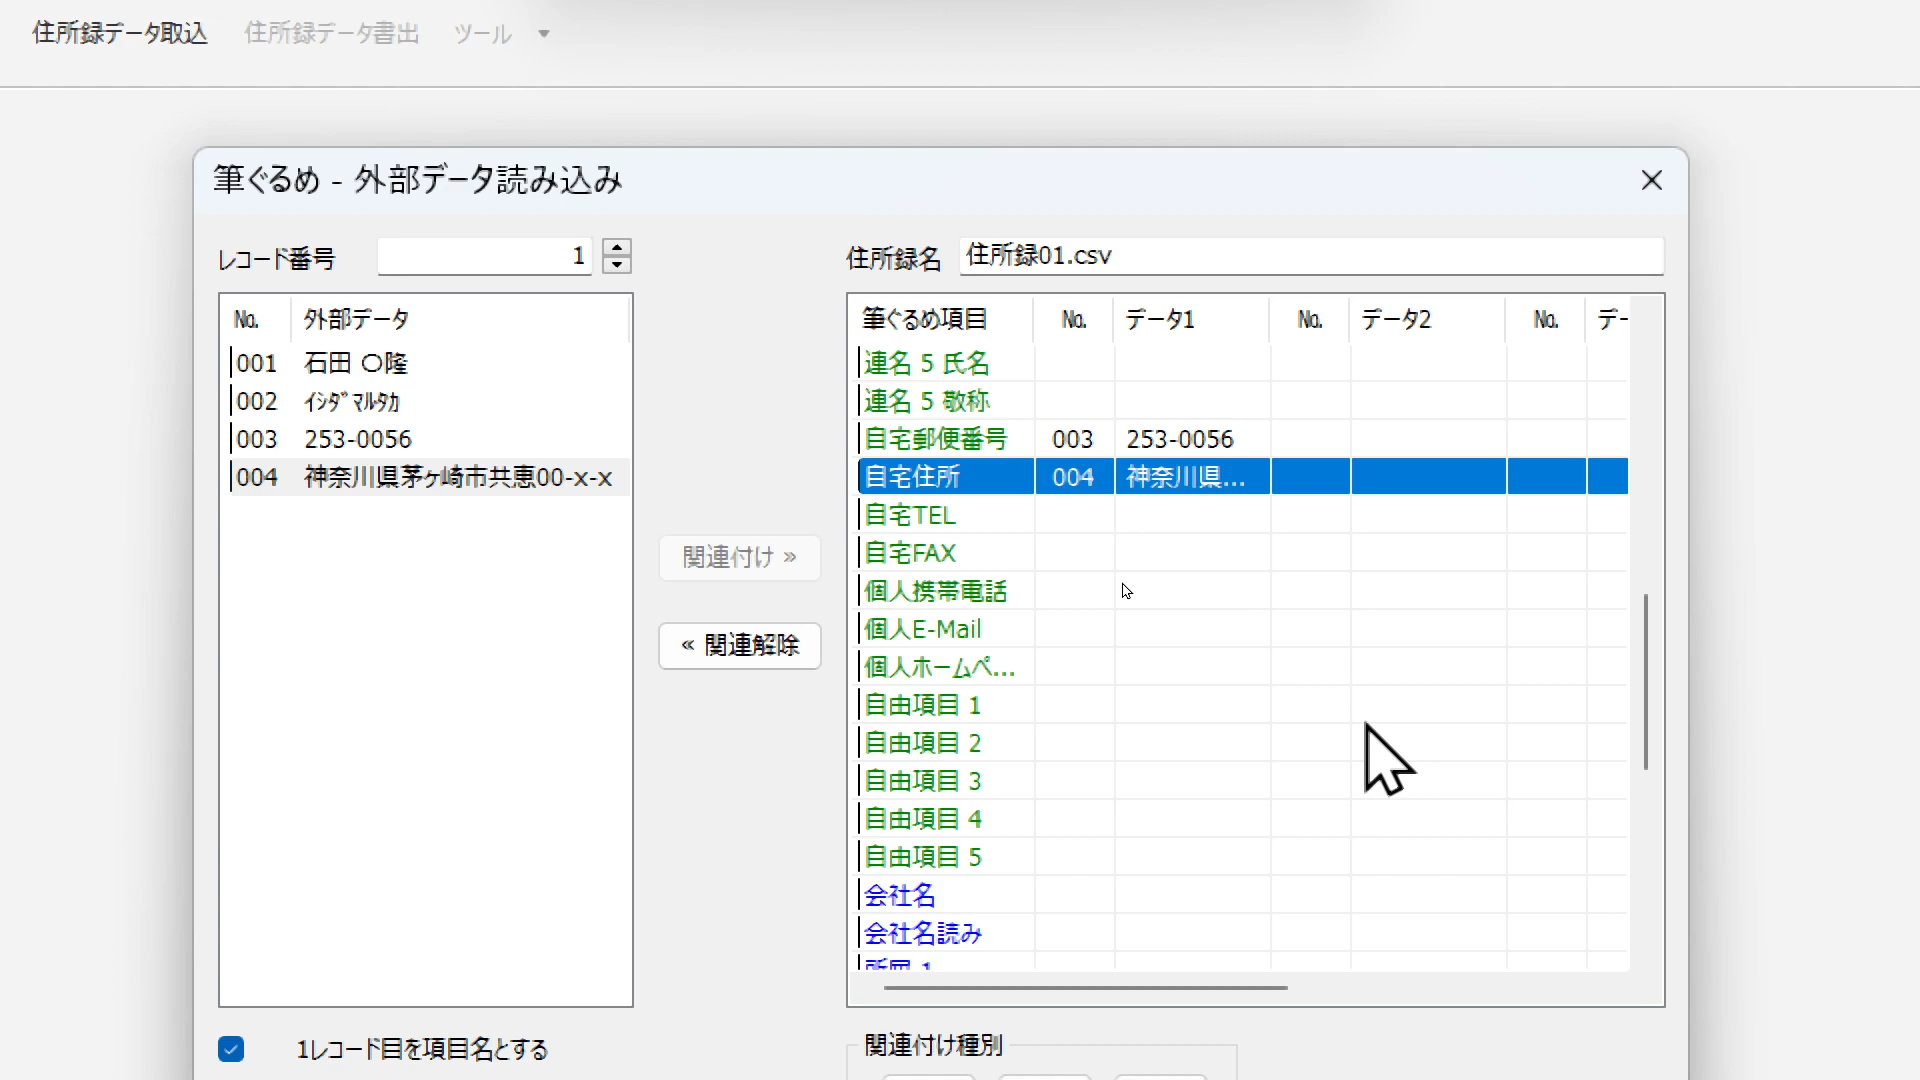 住所録データ取込 住所録データ書出 ツール
筆ぐるめ - 外部データ読み込み
レコード番号 1
住所録名 住所録01.csv
No. 外部データ
001 石田 〇隆
002 ｲｼﾀﾞ ﾏﾙﾀｶ
003 253-0056
004 神奈川県茅ヶ崎市共恵00-x-x
関連付け »
« 関連解除
筆ぐるめ項目 No. データ1 No. データ2 No. デー
連名 5 氏名
連名 5 敬称
自宅郵便番号 003 253-0056
自宅住所 004 神奈川県...
自宅TEL
自宅FAX
個人携帯電話
個人E-Mail
個人ホームペ...
自由項目 1
自由項目 2
自由項目 3
自由項目 4
自由項目 5
会社名
会社名読み
1レコード目を項目名とする
関連付け種別